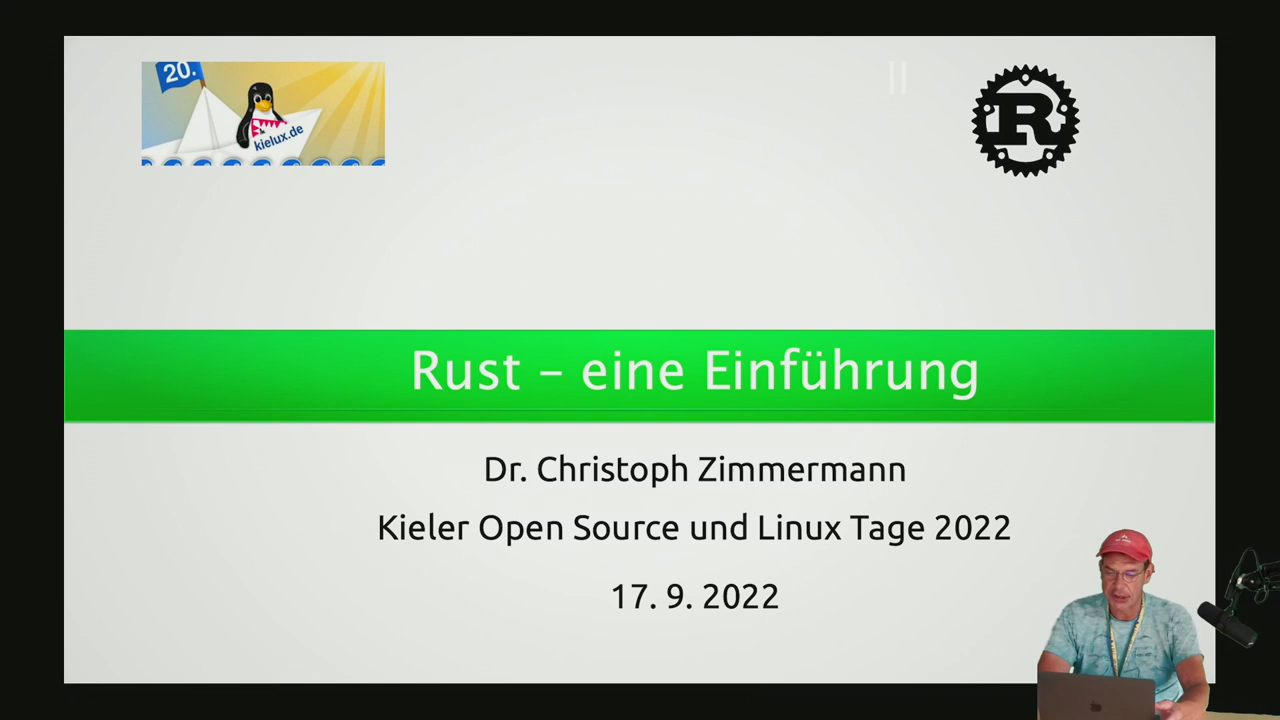 20.
kielux.de
R
Rust – eine Einführung
Dr. Christoph Zimmermann
Kieler Open Source und Linux Tage 2022
17. 9. 2022